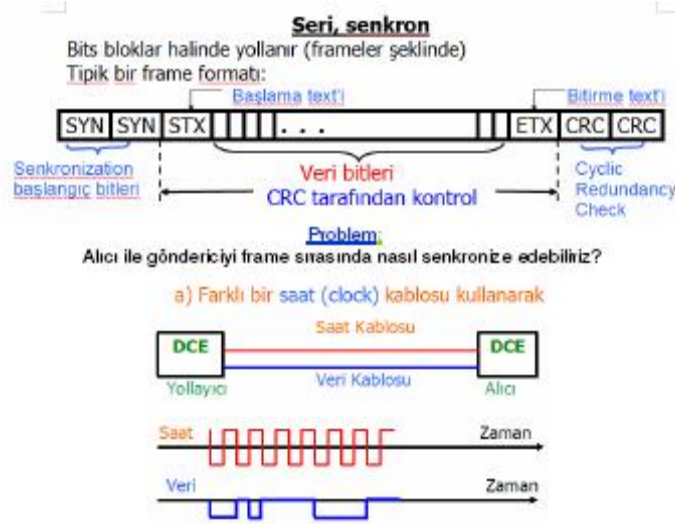 Seri, senkron
Bits bloklar halinde yollanır (frameler şeklinde)
Tipik bir frame formatı:
Başlama text'i
Bitirme text'i
SYN SYN STX . . . ETX CRC CRC
Senkronization
başlangıç bitleri
Veri bitleri
CRC tarafından kontrol
Cyclic
Redundancy
Check
Problem:
Alıcı ile göndericiyi frame sırasında nasıl senkronize edebiliriz?
a) Farklı bir saat (clock) kablosu kullanarak
Saat Kablosu
DCE DCE
Veri Kablosu
Yollayıcı Alıcı
Saat Zaman
Veri Zaman